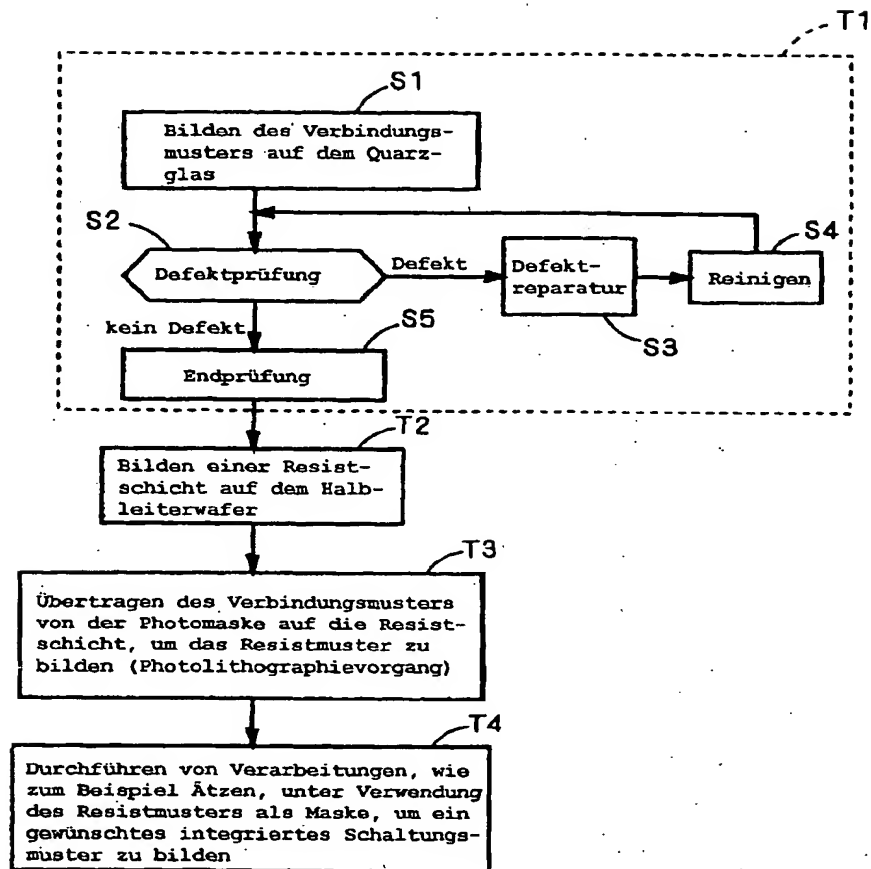 T1
S1
Bilden des Verbindungs-
musters auf dem Quarz-
glas
S2
S4
Defektprüfung
Defekt
Defekt-
reparatur
Reinigen
S3
kein Defekt
S5
Endprüfung
T2
Bilden einer Resist-
schicht auf dem Halb-
leiterwafer
T3
Übertragen des Verbindungsmusters
von der Photomaske auf die Resist-
schicht, um das Resistmuster zu
bilden (Photolithographievorgang)
T4
Durchführen von Verarbeitungen, wie
zum Beispiel Ätzen, unter Verwendung
des Resistmusters als Maske, um ein
gewünschtes integriertes Schaltungs-
muster zu bilden